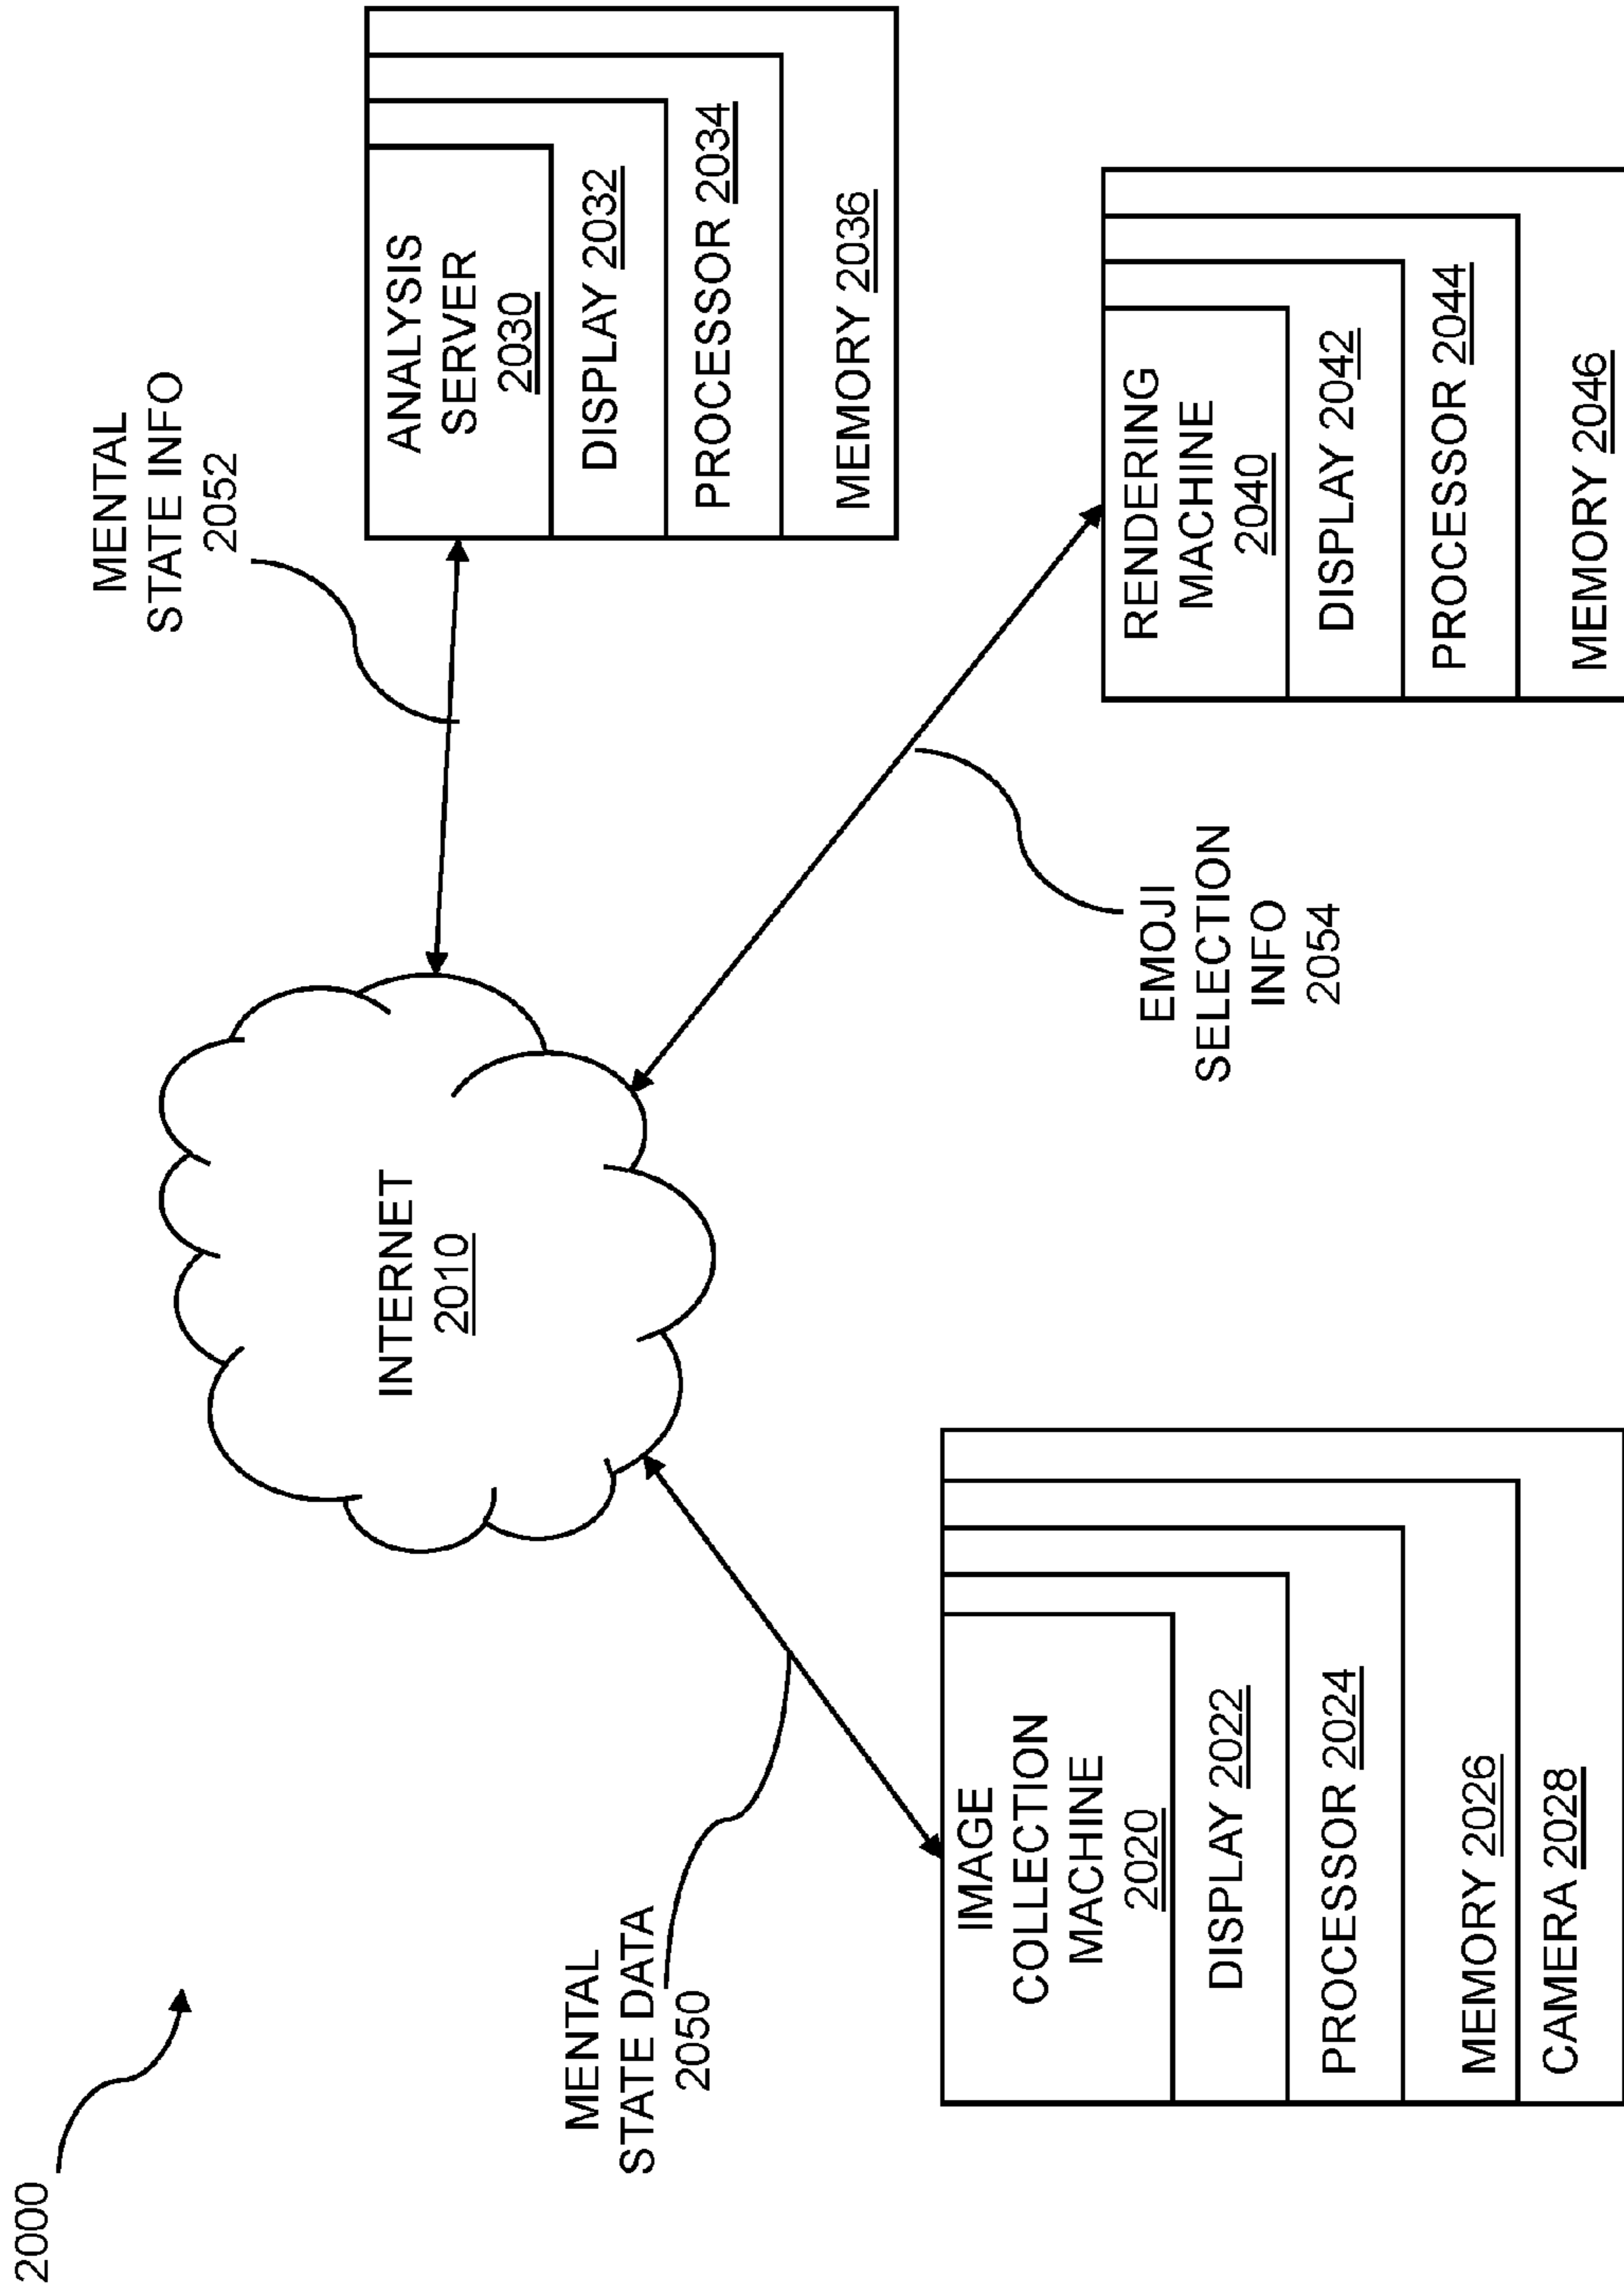 2000
INTERNET
2010
MENTAL
STATE INFO
2052
ANALYSIS
SERVER
2030
DISPLAY 2032
PROCESSOR 2034
MEMORY 2036
MENTAL
STATE DATA
2050
IMAGE
COLLECTION
MACHINE
2020
DISPLAY 2022
PROCESSOR 2024
MEMORY 2026
CAMERA 2028
EMOJI
SELECTION
INFO
2054
RENDERING
MACHINE
2040
DISPLAY 2042
PROCESSOR 2044
MEMORY 2046